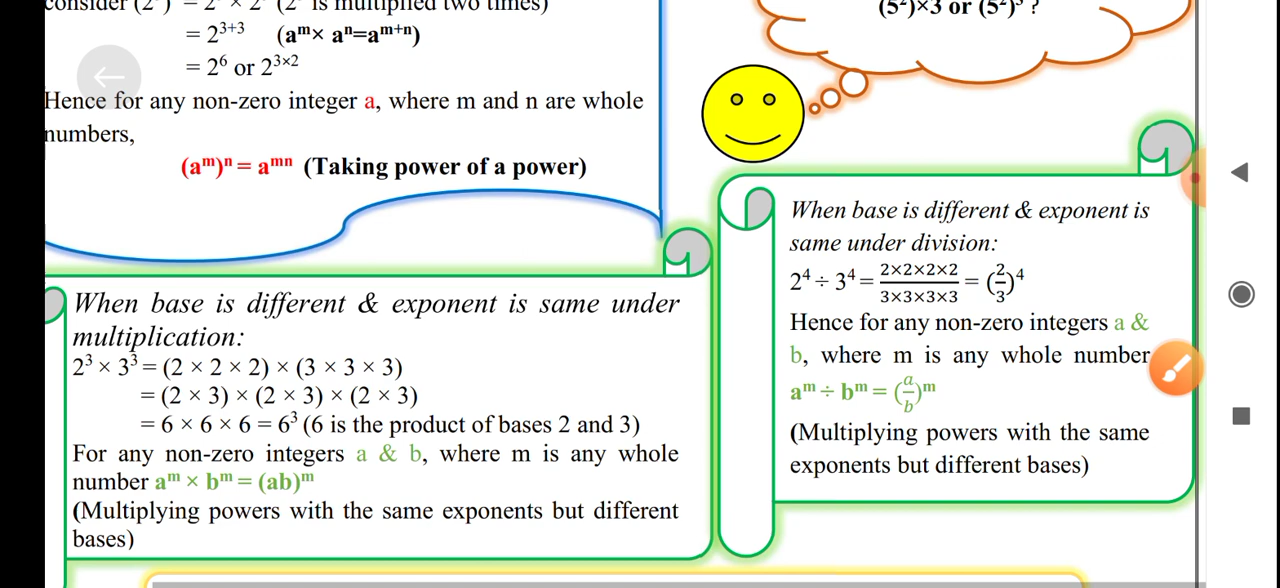 consider (2³) = 2³ × 2³ (2³ is multiplied two times)
= 2³⁺³ (aᵐ× aⁿ=aᵐ⁺ⁿ)
= 2⁶ or 2³ˣ²
Hence for any non-zero integer a, where m and n are whole
numbers,
(aᵐ)ⁿ = aᵐⁿ (Taking power of a power)
When base is different & exponent is same under
multiplication:
2³ × 3³ = (2 × 2 × 2) × (3 × 3 × 3)
= (2 × 3) × (2 × 3) × (2 × 3)
= 6 × 6 × 6 = 6³ (6 is the product of bases 2 and 3)
For any non-zero integers a & b, where m is any whole
number aᵐ × bᵐ = (ab)ᵐ
(Multiplying powers with the same exponents but different
bases)
(5²)×3 or (5²)³ ?
When base is different & exponent is
same under division:
2⁴ ÷ 3⁴ = 2×2×2×2/3×3×3×3 = (2/3)⁴
Hence for any non-zero integers a &
b, where m is any whole number
aᵐ ÷ bᵐ = (a/b)ᵐ
(Multiplying powers with the same
exponents but different bases)